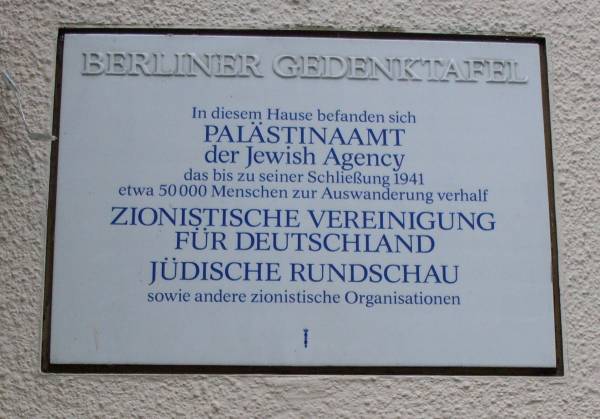 BERLINER GEDENKTAFEL
In diesem Hause befanden sich
PALÄSTINAAMT
der Jewish Agency
das bis zu seiner Schließung 1941
etwa 50 000 Menschen zur Auswanderung verhalf
ZIONISTISCHE VEREINIGUNG
FÜR DEUTSCHLAND
JÜDISCHE RUNDSCHAU
sowie andere zionistische Organisationen